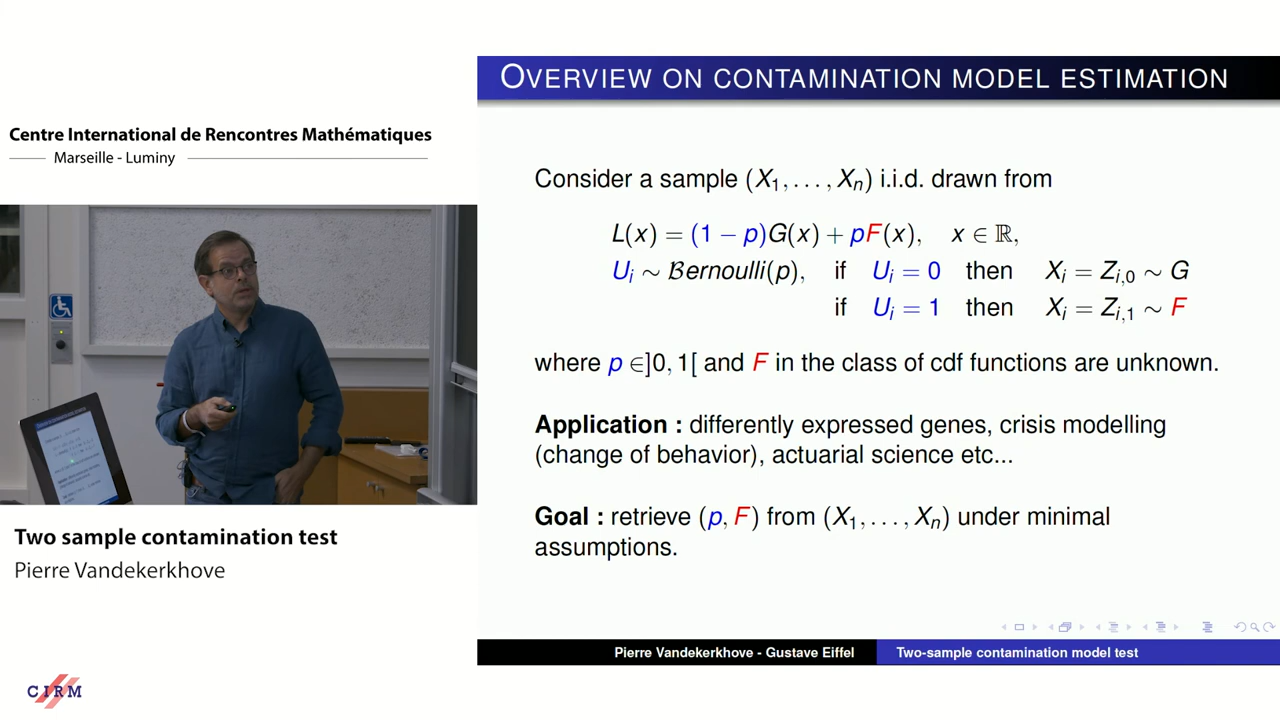 Centre International de Rencontres Mathématiques
Marseille - Luminy
Two sample contamination test
Pierre Vandekerkhove
CIRM
OVERVIEW ON CONTAMINATION MODEL ESTIMATION
Consider a sample (X₁, . . . , Xₙ) i.i.d. drawn from
L(x) = (1 − p)G(x) + pF(x), x ∈ ℝ,
Uᵢ ∼ Bernoulli(p), if Uᵢ = 0 then Xᵢ = Zᵢ,₀ ∼ G
if Uᵢ = 1 then Xᵢ = Zᵢ,₁ ∼ F
where p ∈]0, 1[ and F in the class of cdf functions are unknown.
Application : differently expressed genes, crisis modelling
(change of behavior), actuarial science etc...
Goal : retrieve (p, F) from (X₁, . . . , Xₙ) under minimal
assumptions.
Pierre Vandekerkhove - Gustave Eiffel
Two-sample contamination model test